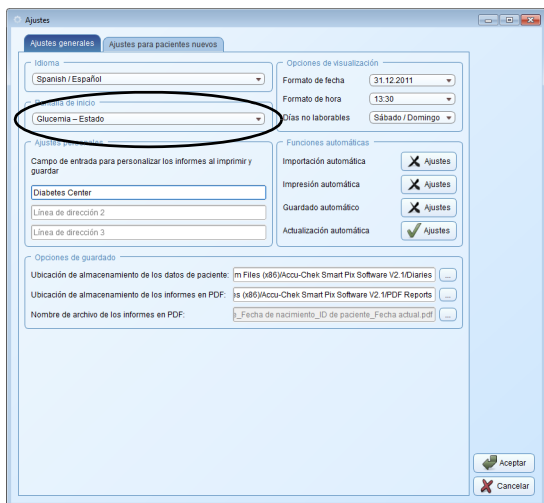 Ajustes
Ajustes generales
Ajustes para pacientes nuevos
Idioma
Spanish / Español
Pantalla de inicio
Glucemia – Estado
Opciones de visualización
Formato de fecha
31.12.2011
Formato de hora
13:30
Días no laborables
Sábado / Domingo
Ajustes personales
Campo de entrada para personalizar los informes al imprimir y
guardar
Diabetes Center
Línea de dirección 2
Línea de dirección 3
Funciones automáticas
Importación automática
Ajustes
Impresión automática
Ajustes
Guardado automático
Ajustes
Actualización automática
Ajustes
Opciones de guardado
Ubicación de almacenamiento de los datos de paciente: m Files (x86)/Accu-Chek Smart Pix Software V2.1/Diaries ...
Ubicación de almacenamiento de los informes en PDF: es (x86)/Accu-Chek Smart Pix Software V2.1/PDF Reports ...
Nombre de archivo de los informes en PDF: _Fecha de nacimiento_ID de paciente_Fecha actual.pdf ...
Aceptar
Cancelar